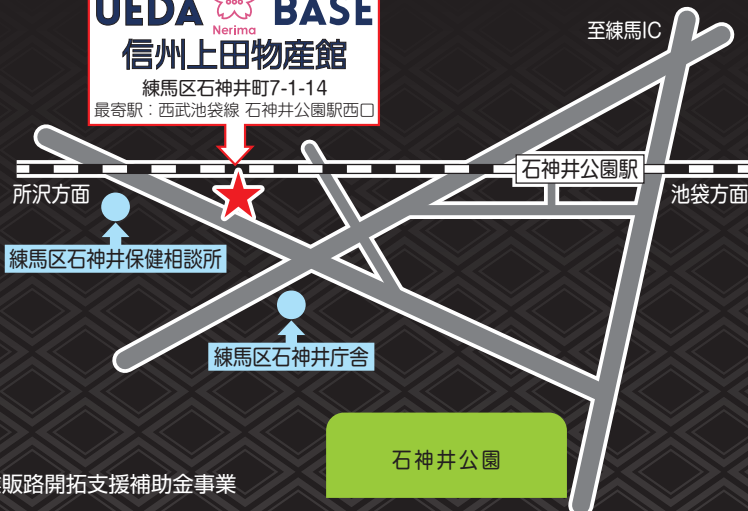 UEDA BASE
Nerima
信州上田物産館
練馬区石神井町7-1-14
最寄駅：西武池袋線 石神井公園駅西口
至練馬IC
石神井公園駅
所沢方面
池袋方面
練馬区石神井保健相談所
練馬区石神井庁舎
石神井公園
販路開拓支援補助金事業